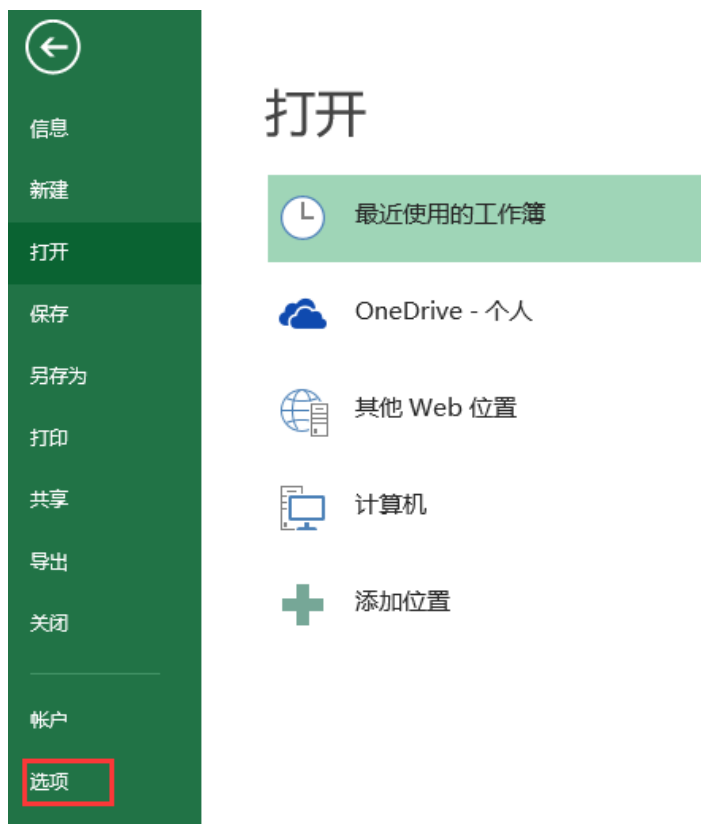 信息
新建
打开
保存
另存为
打印
共享
导出
关闭
帐户
选项
打开
最近使用的工作簿
OneDrive - 个人
其他 Web 位置
计算机
添加位置